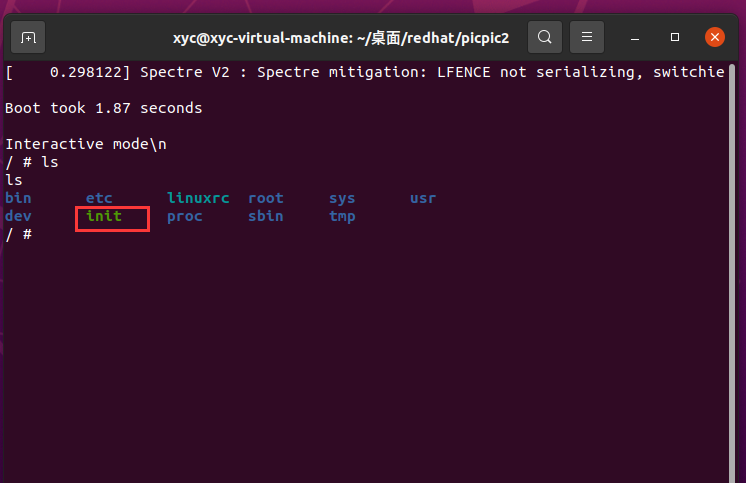 xyc@xyc-virtual-machine: ~/桌面/redhat/picpic2
[    0.298122] Spectre V2 : Spectre mitigation: LFENCE not serializing, switchie
Boot took 1.87 seconds
Interactive mode\n
/ # ls
ls
bin      etc      linuxrc  root     sys      usr
dev      init     proc     sbin     tmp
/ #